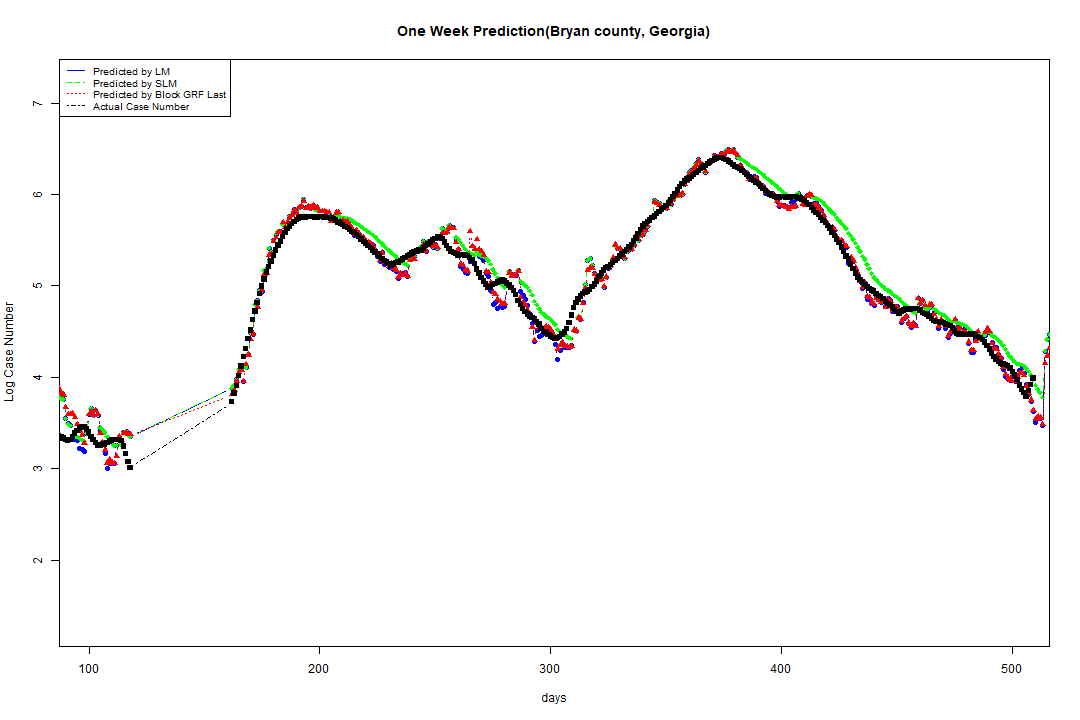 One Week Prediction(Bryan county, Georgia)
Predicted by LM
Predicted by SLM
Predicted by Block GRF Last
Actual Case Number
7
6
5
4
3
2
Log Case Number
100 200 300 400 500
days